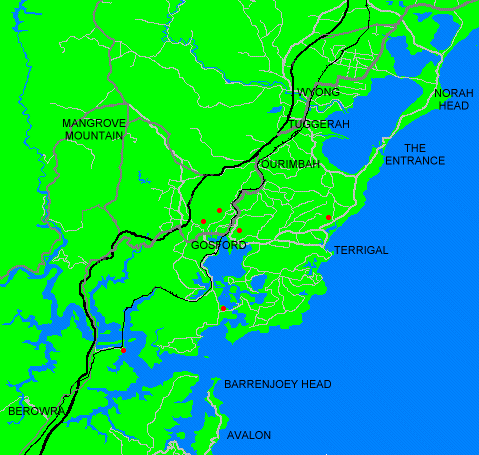 WYONG
NORAH
HEAD
MANGROVE
MOUNTAIN
TUGGERAH
THE
ENTRANCE
OURIMBAH
GOSFORD
TERRIGAL
BARRENJOEY HEAD
BEROWRA
AVALON